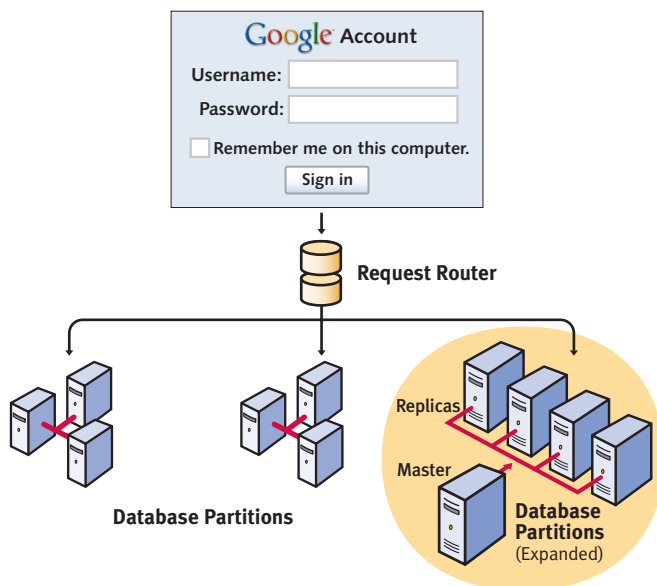 Google Account
Username:
Password:
Remember me on this computer.
Sign in
Request Router
Replicas
Master
Database Partitions
Database
Partitions
(Expanded)